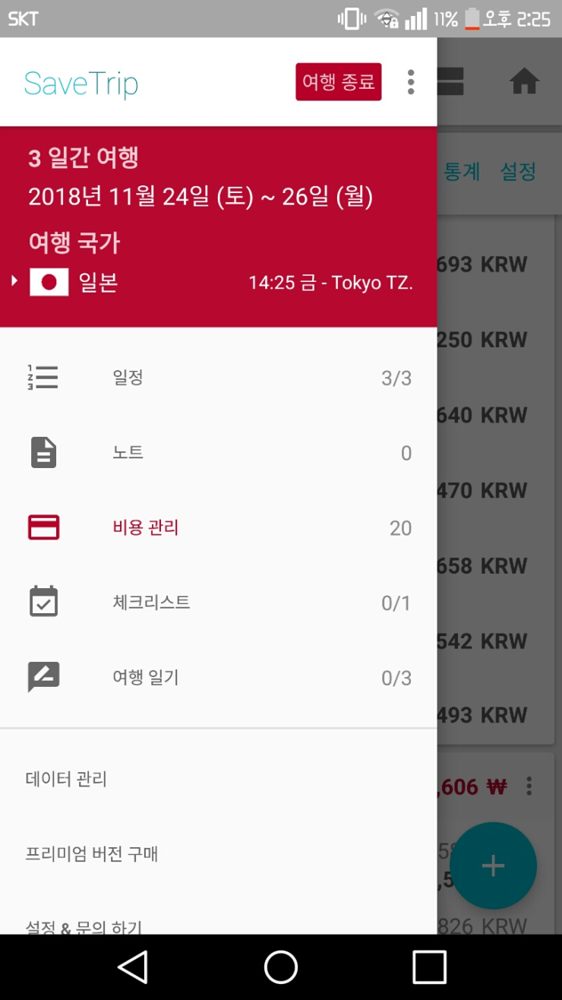 SKT 11% 오후 2:25
SaveTrip 여행 종료
통계 설정
3 일간 여행
2018년 11월 24일 (토) ~ 26일 (월)
여행 국가
일본 14:25 금 - Tokyo TZ.
693 KRW
250 KRW
일정 3/3
640 KRW
노트 0
470 KRW
비용 관리 20
658 KRW
체크리스트 0/1
542 KRW
여행 일기 0/3
493 KRW
데이터 관리
,606 ₩
프리미엄 버전 구매
,5
설정 & 문의 하기
826 KRW